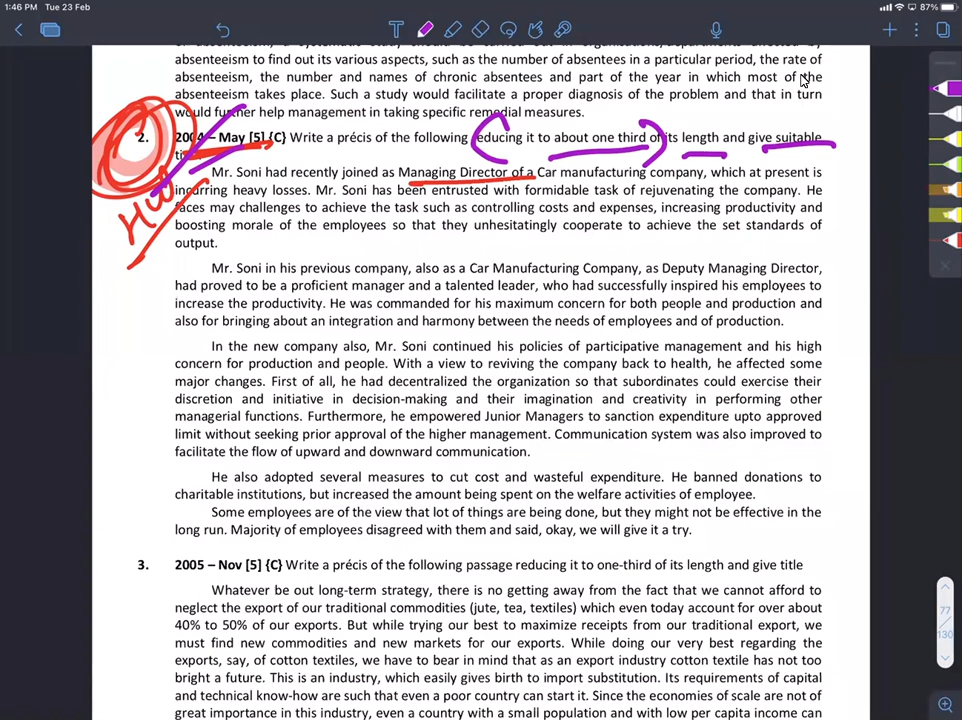 1:46 PM Tue 23 Feb
87%
of absenteeism, a systematic study should be carried out in organisations/departments affected by
absenteeism to find out its various aspects, such as the number of absentees in a particular period, the rate of
absenteeism, the number and names of chronic absentees and part of the year in which most of the
absenteeism takes place. Such a study would facilitate a proper diagnosis of the problem and that in turn
would further help management in taking specific remedial measures.
2. 2004 – May [5] {C} Write a précis of the following reducing it to about one third of its length and give suitable
Mr. Soni had recently joined as Managing Director of a Car manufacturing company, which at present is
incurring heavy losses. Mr. Soni has been entrusted with formidable task of rejuvenating the company. He
faces may challenges to achieve the task such as controlling costs and expenses, increasing productivity and
boosting morale of the employees so that they unhesitatingly cooperate to achieve the set standards of
output.
Mr. Soni in his previous company, also as a Car Manufacturing Company, as Deputy Managing Director,
had proved to be a proficient manager and a talented leader, who had successfully inspired his employees to
increase the productivity. He was commanded for his maximum concern for both people and production and
also for bringing about an integration and harmony between the needs of employees and of production.
In the new company also, Mr. Soni continued his policies of participative management and his high
concern for production and people. With a view to reviving the company back to health, he affected some
major changes. First of all, he had decentralized the organization so that subordinates could exercise their
discretion and initiative in decision-making and their imagination and creativity in performing other
managerial functions. Furthermore, he empowered Junior Managers to sanction expenditure upto approved
limit without seeking prior approval of the higher management. Communication system was also improved to
facilitate the flow of upward and downward communication.
He also adopted several measures to cut cost and wasteful expenditure. He banned donations to
charitable institutions, but increased the amount being spent on the welfare activities of employee.
Some employees are of the view that lot of things are being done, but they might not be effective in the
long run. Majority of employees disagreed with them and said, okay, we will give it a try.
3. 2005 – Nov [5] {C} Write a précis of the following passage reducing it to one-third of its length and give title
Whatever be out long-term strategy, there is no getting away from the fact that we cannot afford to
neglect the export of our traditional commodities (jute, tea, textiles) which even today account for over about
40% to 50% of our exports. But while trying our best to maximize receipts from our traditional export, we
must find new commodities and new markets for our exports. While doing our very best regarding the
exports, say, of cotton textiles, we have to bear in mind that as an export industry cotton textile has not too
bright a future. This is an industry, which easily gives birth to import substitution. Its requirements of capital
and technical know-how are such that even a poor country can start it. Since the economies of scale are not of
great importance in this industry, even a country with a small population and with low per capita income can
77
130